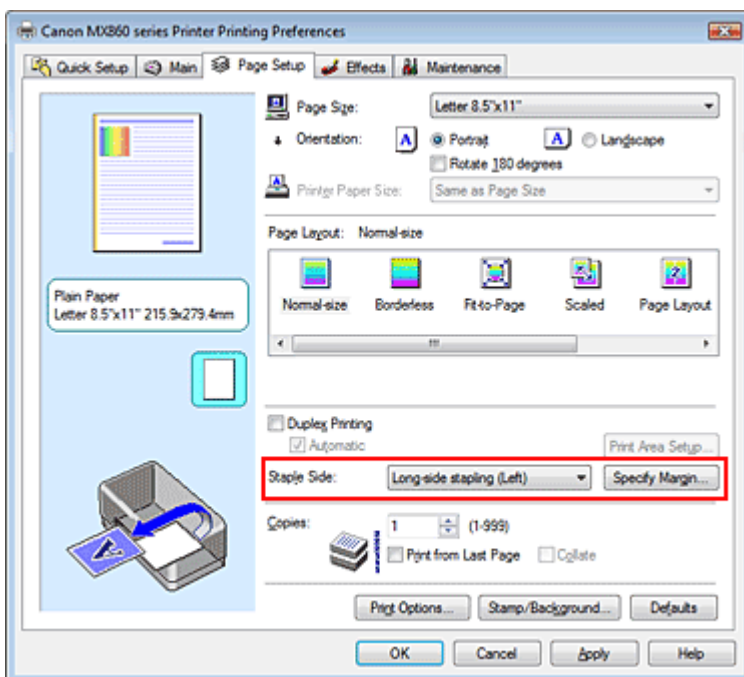 Canon MX860 series Printer Printing Preferences
Quick Setup Main Page Setup Effects Maintenance
Page Size: Letter 8.5"x11"
Orientation: A Portrait A Landscape
Rotate 180 degrees
Printer Paper Size: Same as Page Size
Page Layout: Normal-size
Normal-size Borderless Fit-to-Page Scaled Page Layout
Plain Paper
Letter 8.5"x11" 215.9x279.4mm
Duplex Printing
Automatic Print Area Setup...
Staple Side: Long-side stapling (Left) Specify Margin...
Copies: 1 (1-999)
Print from Last Page Collate
Print Options... Stamp/Background... Defaults
OK Cancel Apply Help